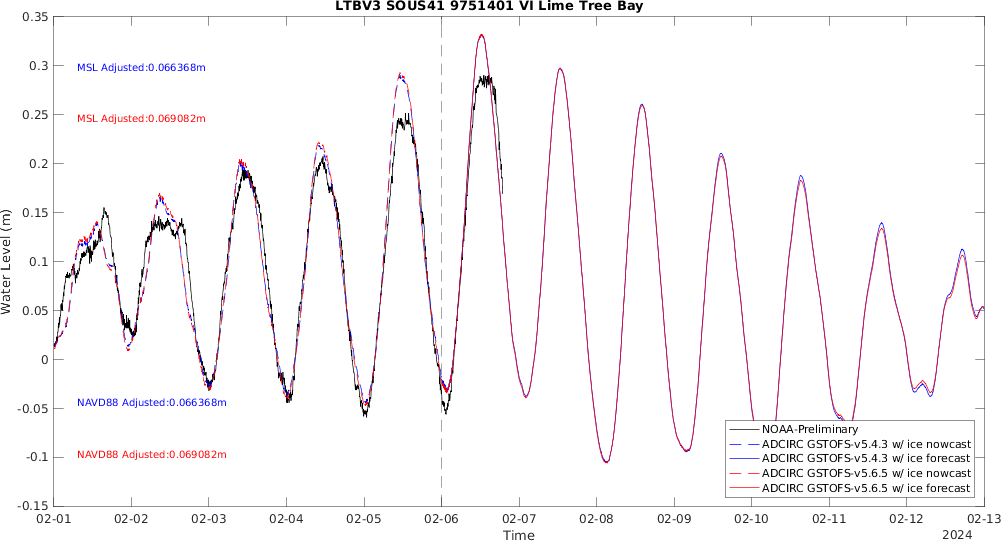 LTBV3 SOUS41 9751401 VI Lime Tree Bay
0.35
0.3
0.25
0.2
0.15
0.1
0.05
0
-0.05
-0.1
-0.15
Water Level (m)
MSL Adjusted:0.066368m
MSL Adjusted:0.069082m
NAVD88 Adjusted:0.066368m
NAVD88 Adjusted:0.069082m
NOAA-Preliminary
ADCIRC GSTOFS-v5.4.3 w/ ice nowcast
ADCIRC GSTOFS-v5.4.3 w/ ice forecast
ADCIRC GSTOFS-v5.6.5 w/ ice nowcast
ADCIRC GSTOFS-v5.6.5 w/ ice forecast
02-01 02-02 02-03 02-04 02-05 02-06 02-07 02-08 02-09 02-10 02-11 02-12 02-13
Time
2024